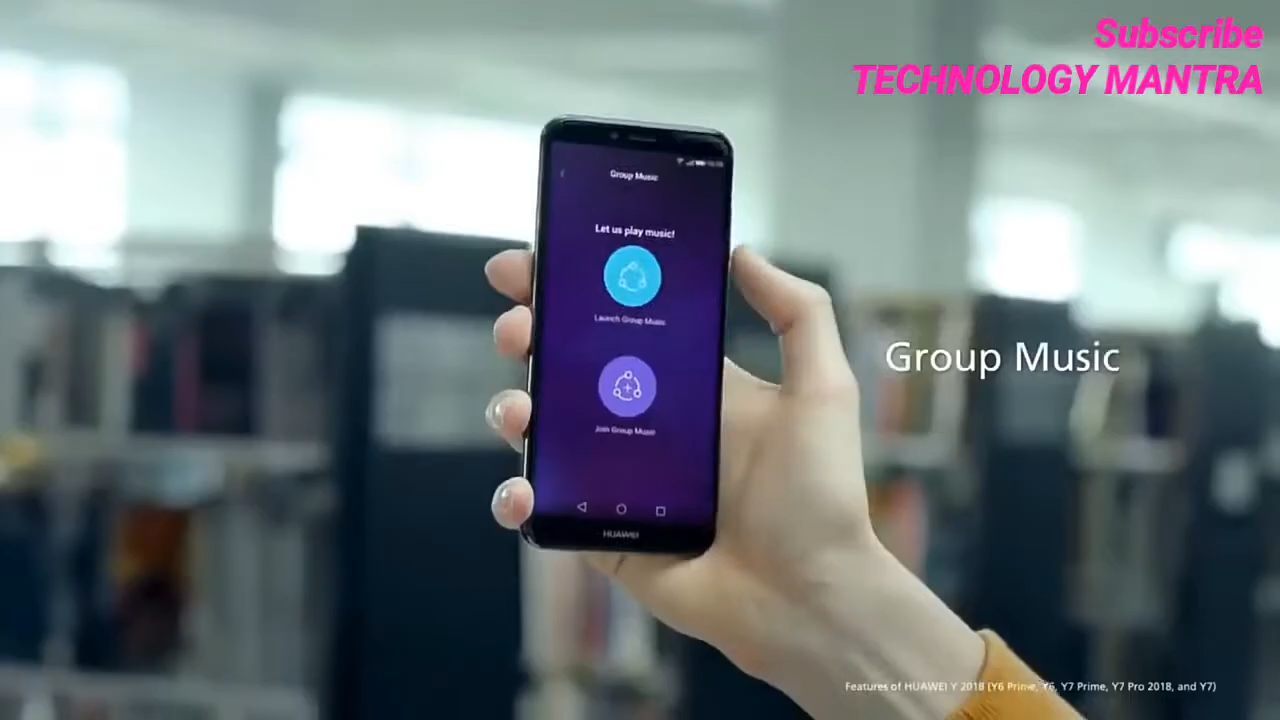 Subscribe
TECHNOLOGY MANTRA
Group Music
Let us play music!
Launch Group Music
Join Group Music
HUAWEI
Group Music
Features of HUAWEI Y 2018 (Y6 Prime, Y6, Y7 Prime, Y7 Pro 2018, and Y7)